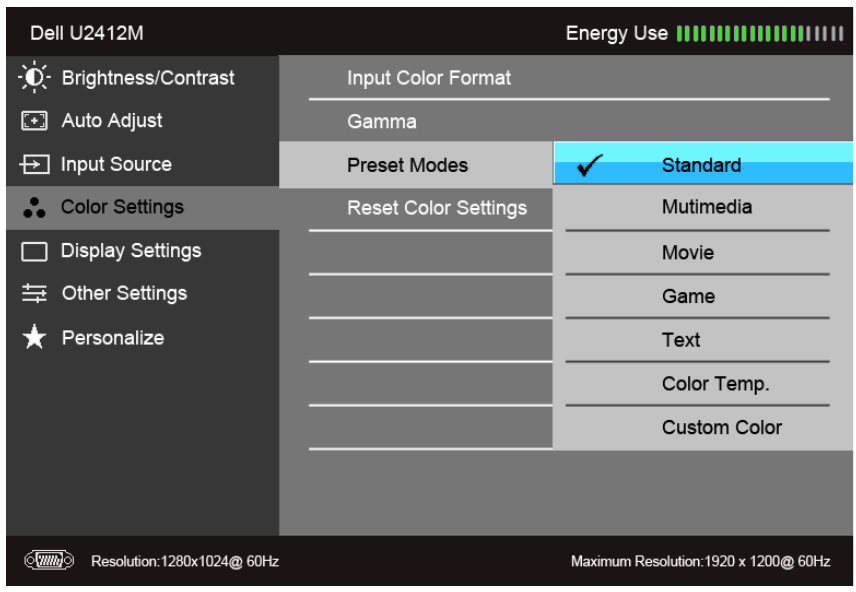 Dell U2412M
Energy Use
Brightness/Contrast
Auto Adjust
Input Source
Color Settings
Display Settings
Other Settings
Personalize
Input Color Format
Gamma
Preset Modes
Reset Color Settings
Standard
Mutimedia
Movie
Game
Text
Color Temp.
Custom Color
Resolution:1280x1024@ 60Hz
Maximum Resolution:1920 x 1200@ 60Hz